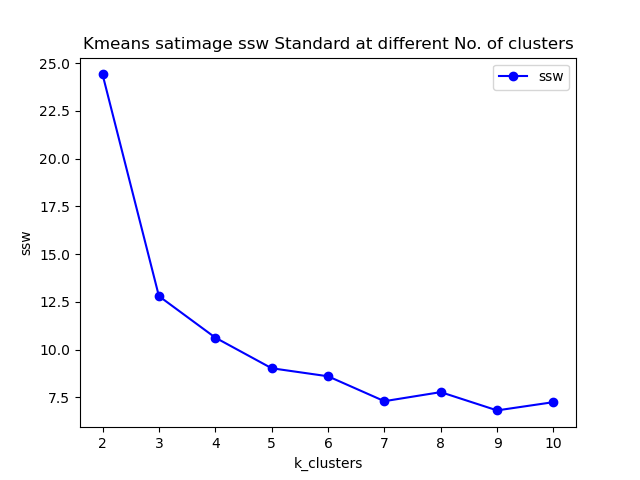 Kmeans satimage ssw Standard at different No. of clusters
25.0
22.5
20.0
17.5
15.0
12.5
10.0
7.5
ssw
ssw
2 3 4 5 6 7 8 9 10
k_clusters